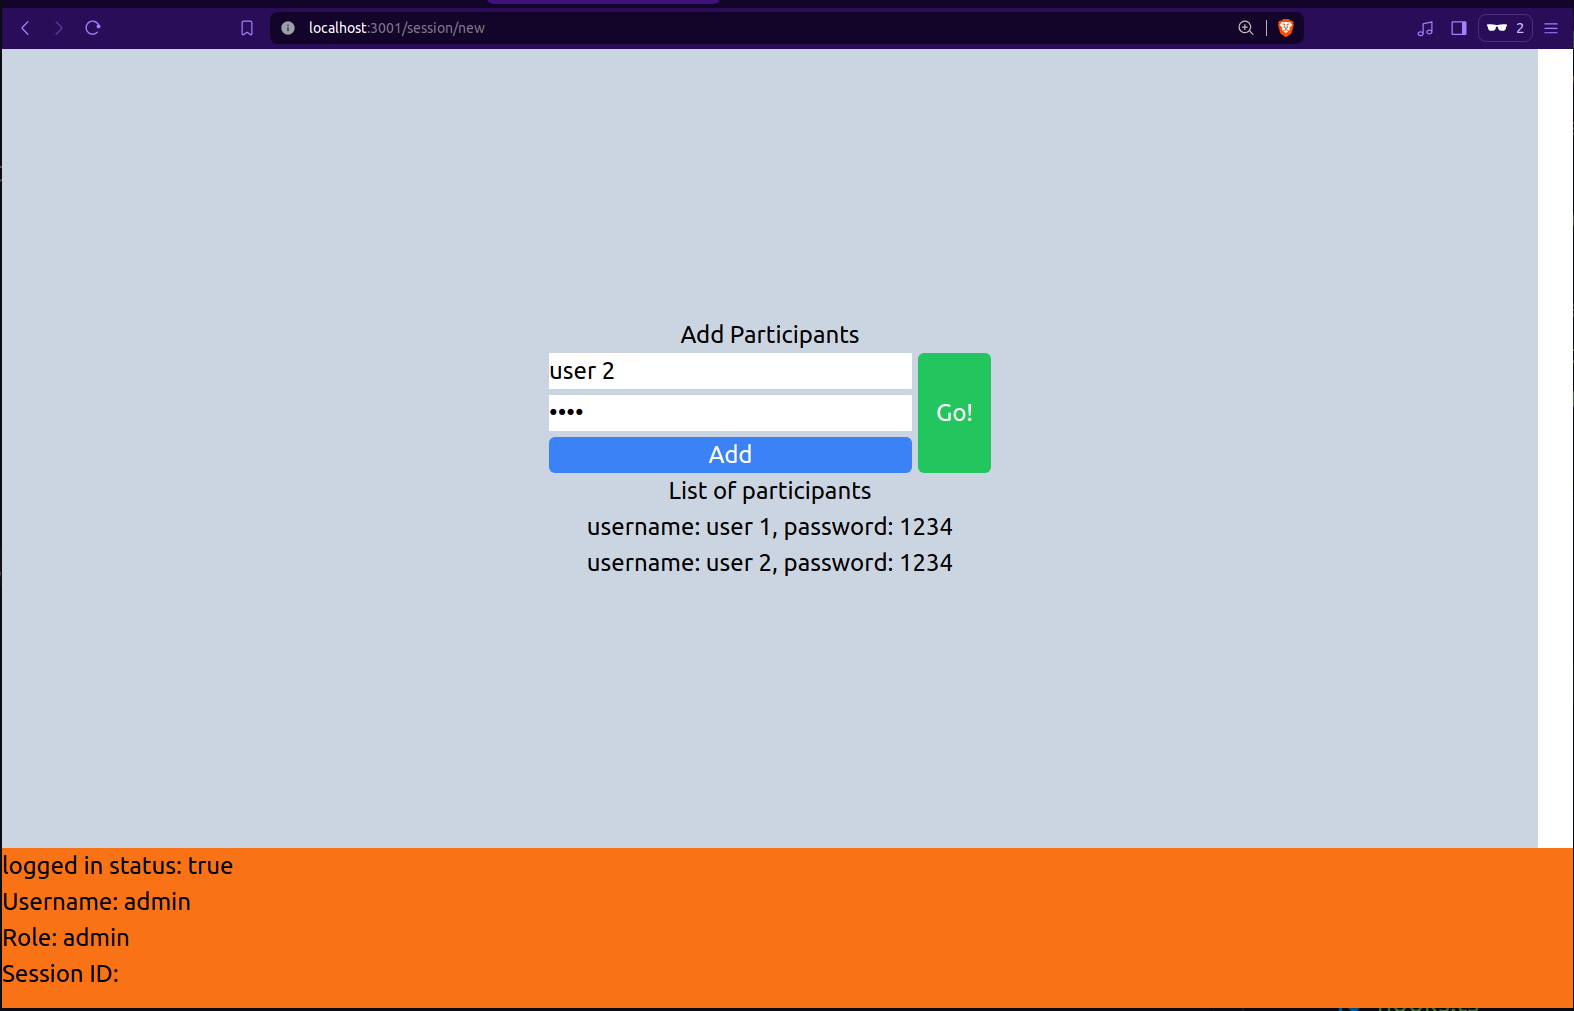 localhost:3001/session/new
2
Add Participants
user 2
••••
Go!
Add
List of participants
username: user 1, password: 1234
username: user 2, password: 1234
logged in status: true
Username: admin
Role: admin
Session ID: